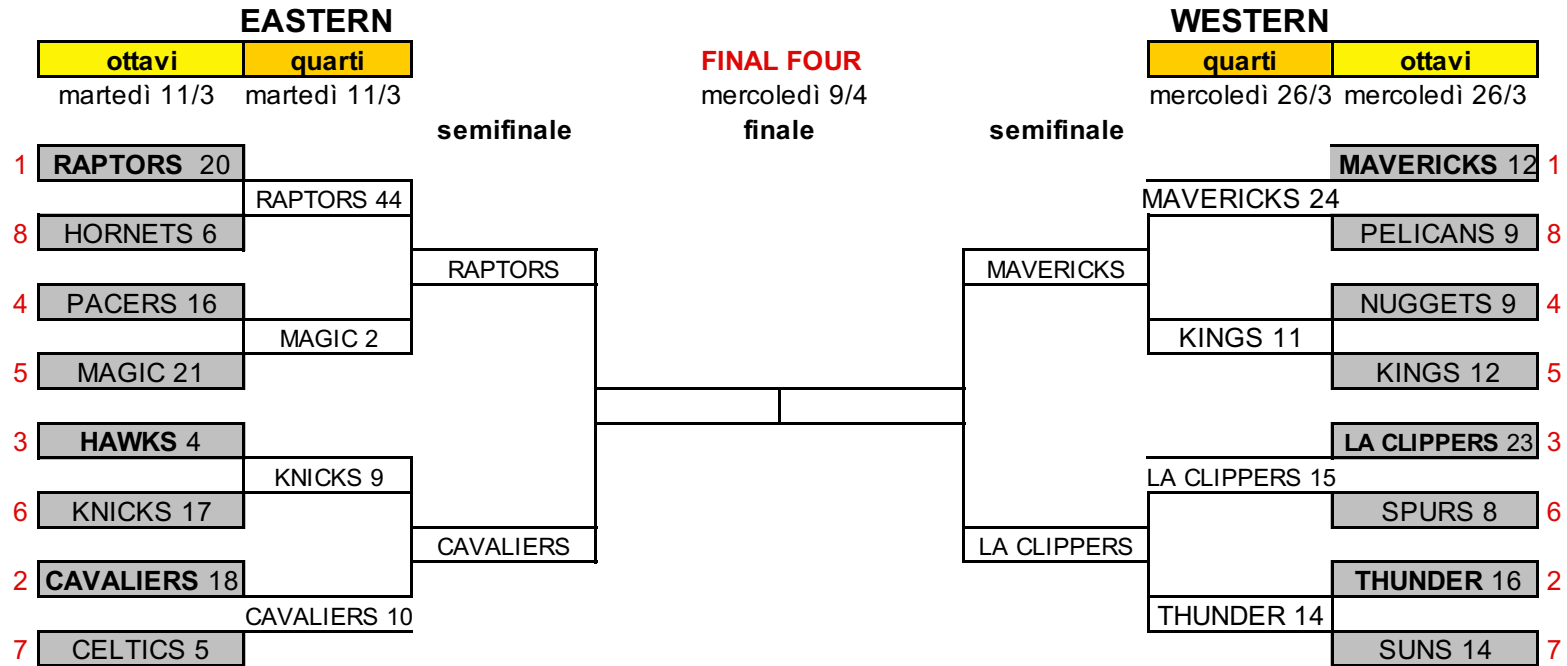 EASTERN WESTERN
ottavi quarti FINAL FOUR quarti ottavi
martedì 11/3 martedì 11/3 mercoledì 9/4 mercoledì 26/3 mercoledì 26/3
semifinale finale semifinale
1 RAPTORS 20 MAVERICKS 12 1
RAPTORS 44 MAVERICKS 24
8 HORNETS 6 PELICANS 9 8
RAPTORS MAVERICKS
4 PACERS 16 NUGGETS 9 4
MAGIC 2 KINGS 11
5 MAGIC 21 KINGS 12 5
3 HAWKS 4 LA CLIPPERS 23 3
KNICKS 9 LA CLIPPERS 15
6 KNICKS 17 SPURS 8 6
CAVALIERS LA CLIPPERS
2 CAVALIERS 18 THUNDER 16 2
CAVALIERS 10 THUNDER 14
7 CELTICS 5 SUNS 14 7